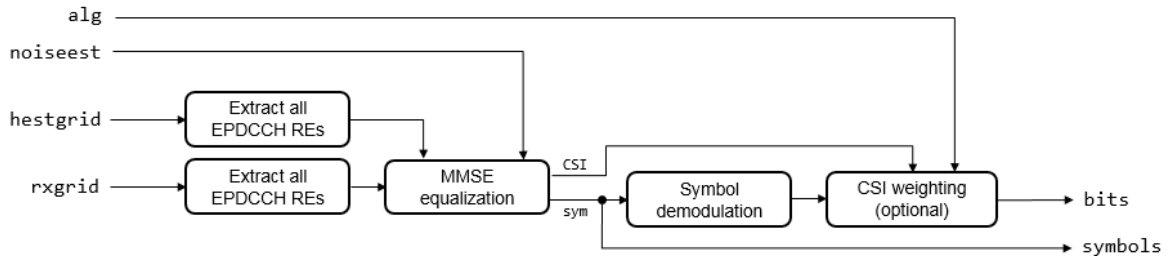 alg
noiseest
hestgrid
Extract all
EPDCCH REs
rxgrid
Extract all
EPDCCH REs
MMSE
equalization
CSI
sym
Symbol
demodulation
CSI weighting
(optional)
bits
symbols